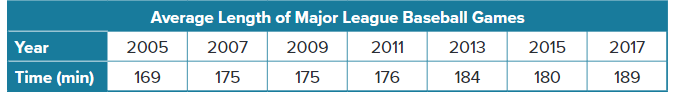 Average Length of Major League Baseball Games
Year 2005 2007 2009 2011 2013 2015 2017
Time (min) 169 175 175 176 184 180 189